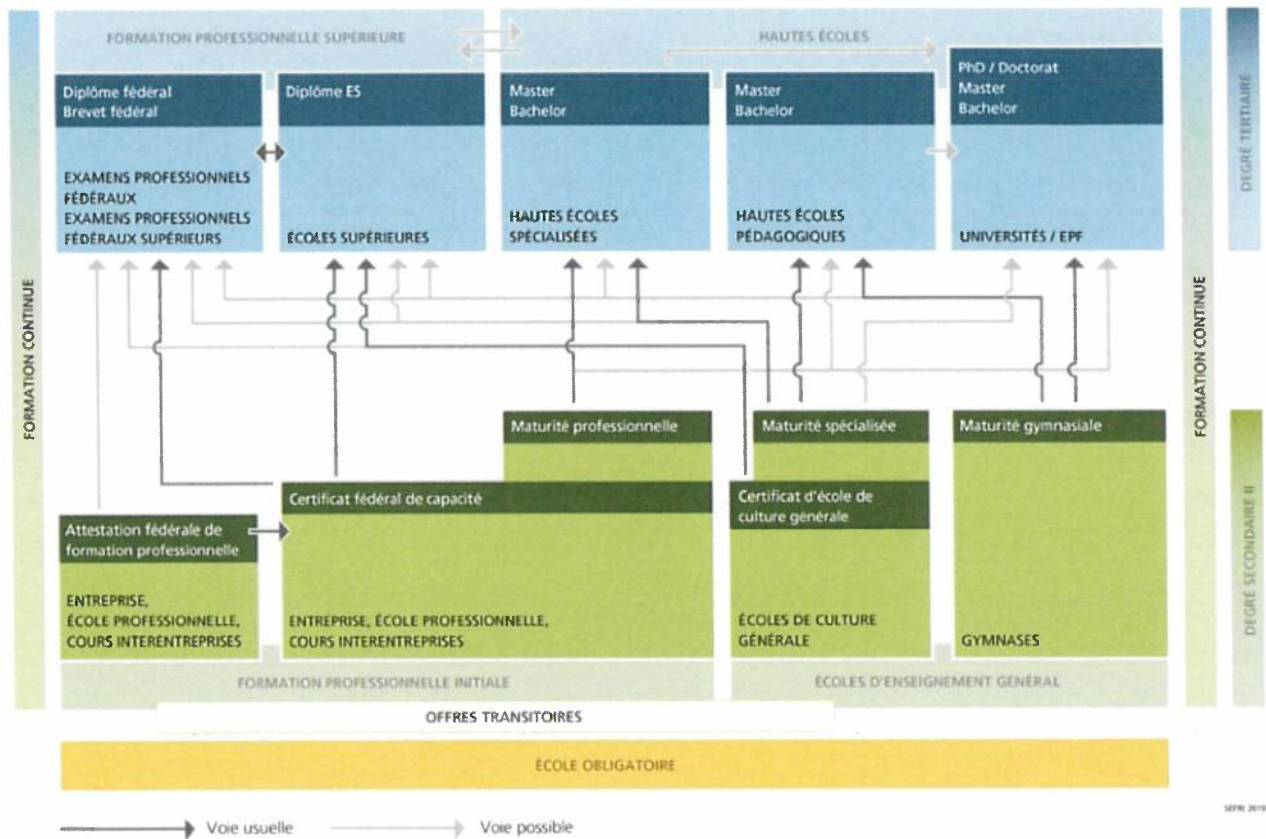 FORMATION PROFESSIONNELLE SUPÉRIEURE
HAUTES ÉCOLES
Diplôme fédéral
Brevet fédéral
Diplôme ES
Master
Bachelor
Master
Bachelor
PhD / Doctorat
Master
Bachelor
EXAMENS PROFESSIONNELS
FÉDÉRAUX
EXAMENS PROFESSIONNELS
FÉDÉRAUX SUPÉRIEURS
ÉCOLES SUPÉRIEURES
HAUTES ÉCOLES
SPÉCIALISÉES
HAUTES ÉCOLES
PÉDAGOGIQUES
UNIVERSITÉS / EPF
DEGRÉ TERTIAIRE
FORMATION CONTINUE
FORMATION CONTINUE
Maturité professionnelle
Maturité spécialisée
Maturité gymnasiale
Certificat fédéral de capacité
Certificat d'école de
culture générale
Attestation fédérale de
formation professionnelle
ENTREPRISE,
ÉCOLE PROFESSIONNELLE,
COURS INTERENTREPRISES
ENTREPRISE, ÉCOLE PROFESSIONNELLE,
COURS INTERENTREPRISES
ÉCOLES DE CULTURE
GÉNÉRALE
GYMNASES
DEGRÉ SECONDAIRE II
FORMATION PROFESSIONNELLE INITIALE
ÉCOLES D'ENSEIGNEMENT GÉNÉRAL
OFFRES TRANSITOIRES
ÉCOLE OBLIGATOIRE
SEFRI 2019
Voie usuelle
Voie possible